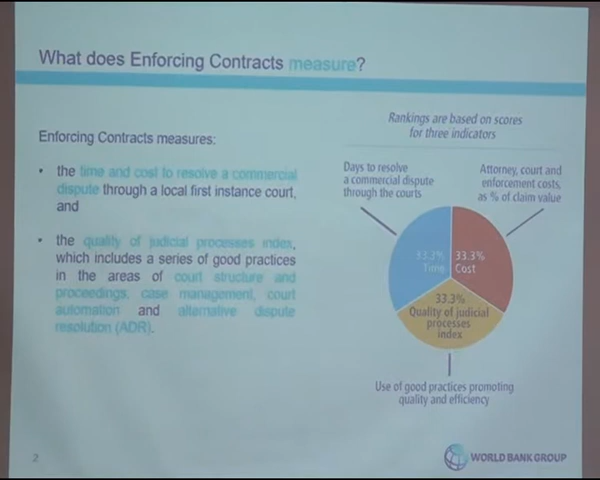 What does Enforcing Contracts measure?
Enforcing Contracts measures:
• the time and cost to resolve a commercial
dispute through a local first instance court,
and
• the quality of judicial processes index,
which includes a series of good practices
in the areas of court structure and
proceedings, case management, court
automation and alternative dispute
resolution (ADR).
Rankings are based on scores
for three indicators
Days to resolve
a commercial dispute
through the courts
Attorney, court and
enforcement costs,
as % of claim value
33.3%
Time
33.3%
Cost
33.3%
Quality of judicial
processes
index
Use of good practices promoting
quality and efficiency
2
WORLD BANK GROUP